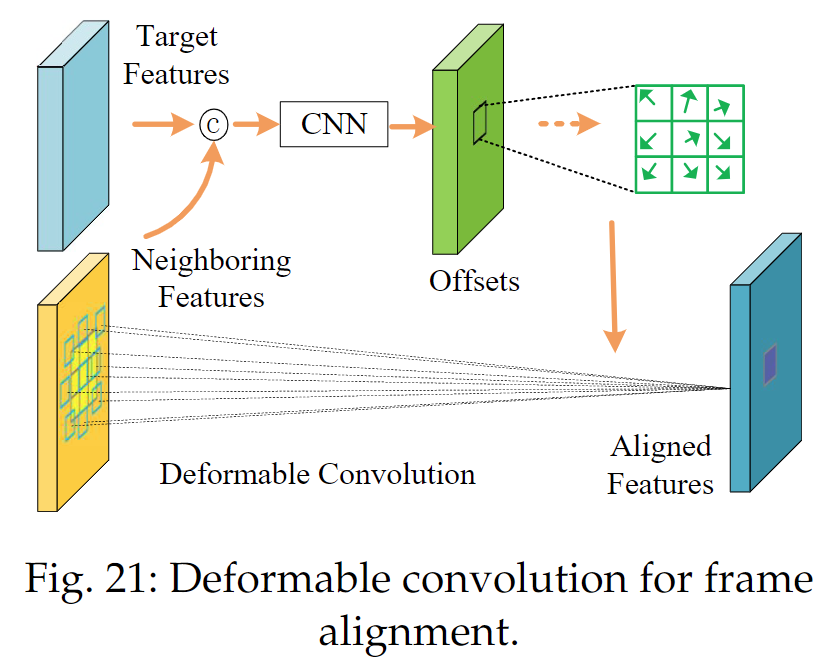 Target
Features
C
CNN
Neighboring
Features
Offsets
Deformable Convolution
Aligned
Features
Fig. 21: Deformable convolution for frame
alignment.